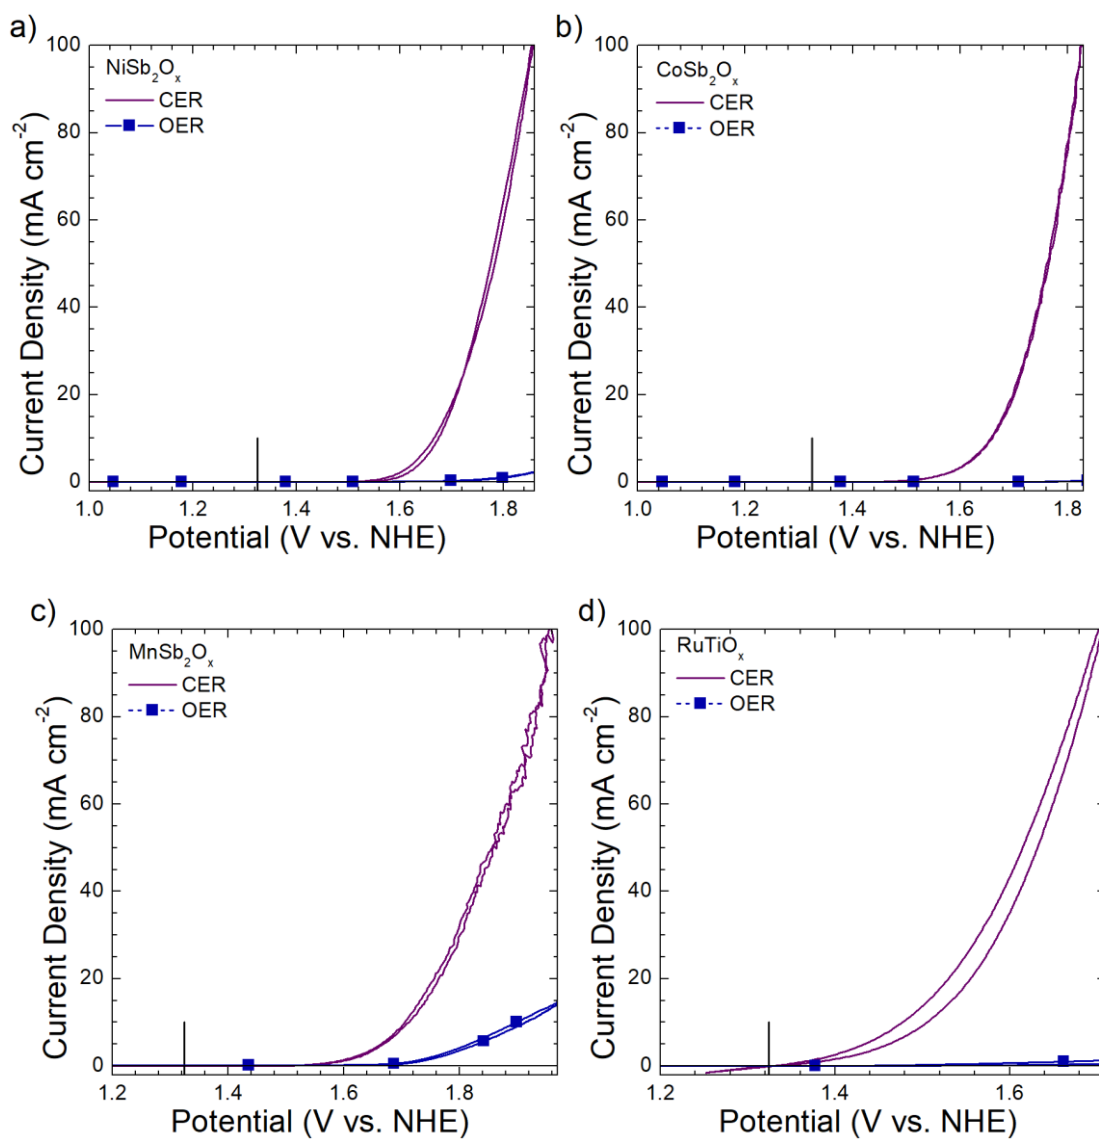 a)
NiSb₂Oₓ
CER
OER
Current Density (mA cm⁻²)
100
80
60
40
20
0
1.0 1.2 1.4 1.6 1.8
Potential (V vs. NHE)
b)
CoSb₂Oₓ
CER
OER
Current Density (mA cm⁻²)
100
80
60
40
20
0
1.0 1.2 1.4 1.6 1.8
Potential (V vs. NHE)
c)
MnSb₂Oₓ
CER
OER
Current Density (mA cm⁻²)
100
80
60
40
20
0
1.2 1.4 1.6 1.8
Potential (V vs. NHE)
d)
RuTiOₓ
CER
OER
Current Density (mA cm⁻²)
100
80
60
40
20
0
1.2 1.4 1.6
Potential (V vs. NHE)